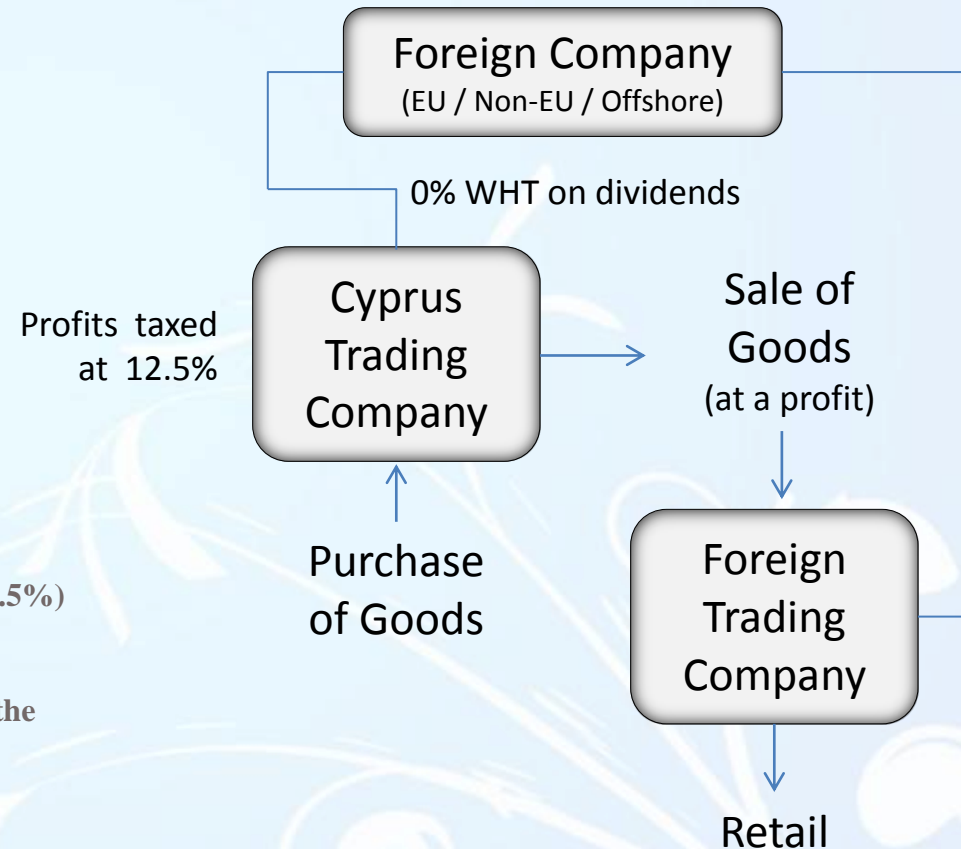 Foreign Company
(EU / Non-EU / Offshore)
0% WHT on dividends
Profits taxed
at 12.5%
Cyprus
Trading
Company
Sale of
Goods
(at a profit)
Purchase
of Goods
.5%)
the
Foreign
Trading
Company
Retail